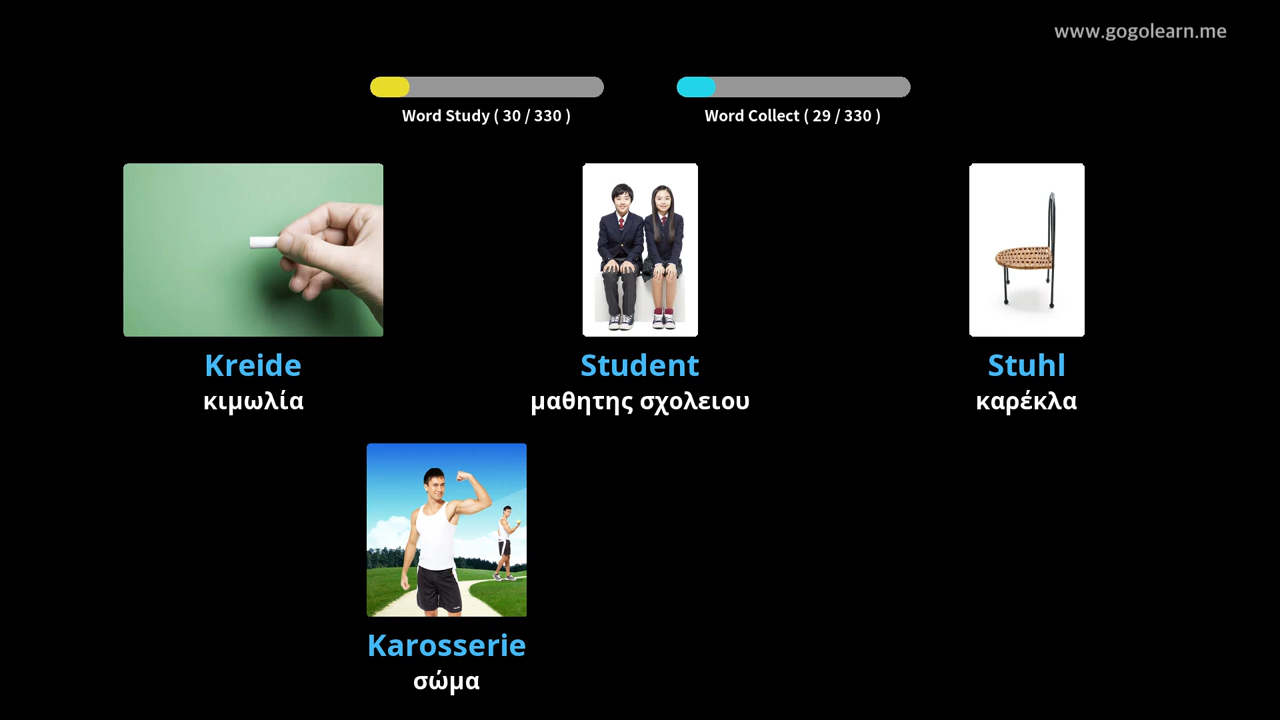 www.gogolearn.me
Word Study ( 30 / 330 )
Word Collect ( 29 / 330 )
Kreide
κιμωλία
Student
μαθητης σχολειου
Stuhl
καρέκλα
Karosserie
σώμα